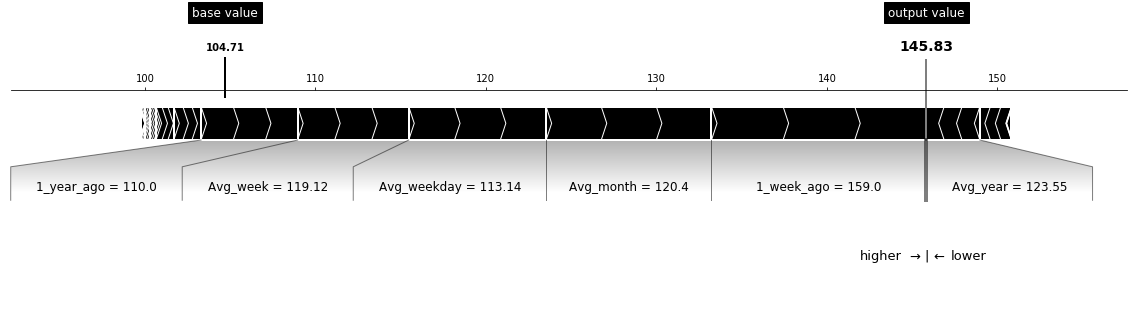 base value output value
104.71 145.83
100 110 120 130 140 150
1_year_ago = 110.0 Avg_week = 119.12 Avg_weekday = 113.14 Avg_month = 120.4 1_week_ago = 159.0 Avg_year = 123.55
higher → | ← lower